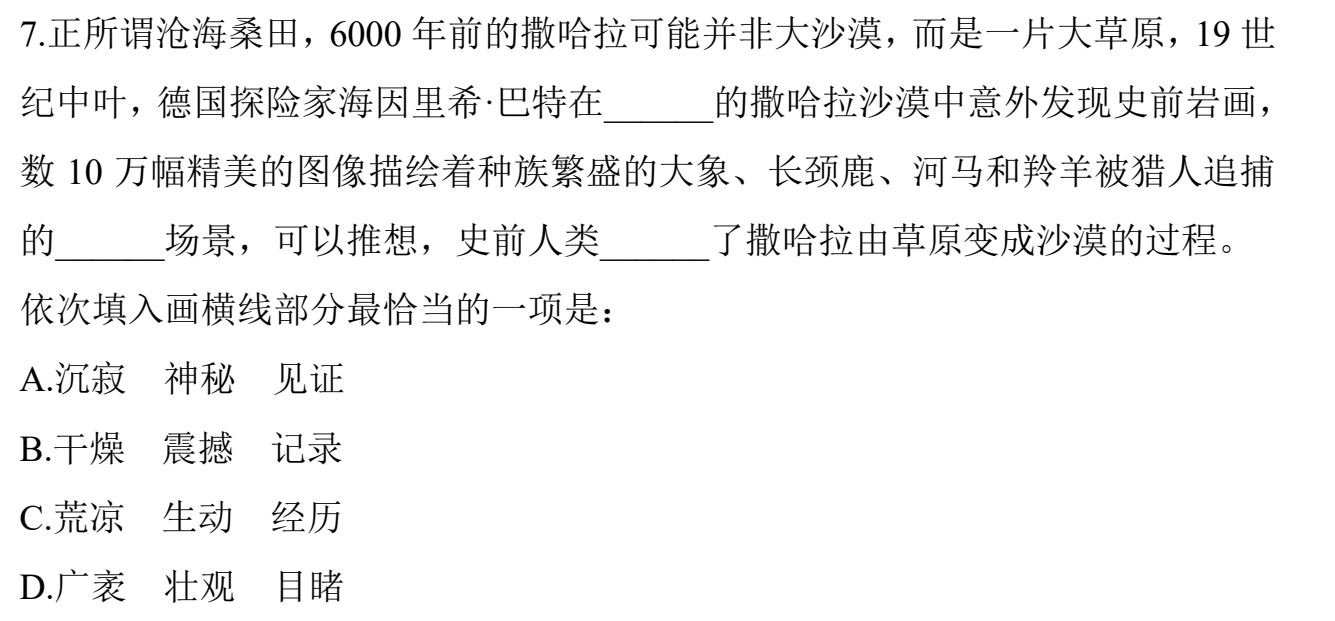 7.正所谓沧海桑田，6000 年前的撒哈拉可能并非大沙漠，而是一片大草原，19 世
纪中叶，德国探险家海因里希·巴特在______的撒哈拉沙漠中意外发现史前岩画，
数 10 万幅精美的图像描绘着种族繁盛的大象、长颈鹿、河马和羚羊被猎人追捕
的______场景，可以推想，史前人类______了撒哈拉由草原变成沙漠的过程。
依次填入画横线部分最恰当的一项是：
A.沉寂 神秘 见证
B.干燥 震撼 记录
C.荒凉 生动 经历
D.广袤 壮观 目睹